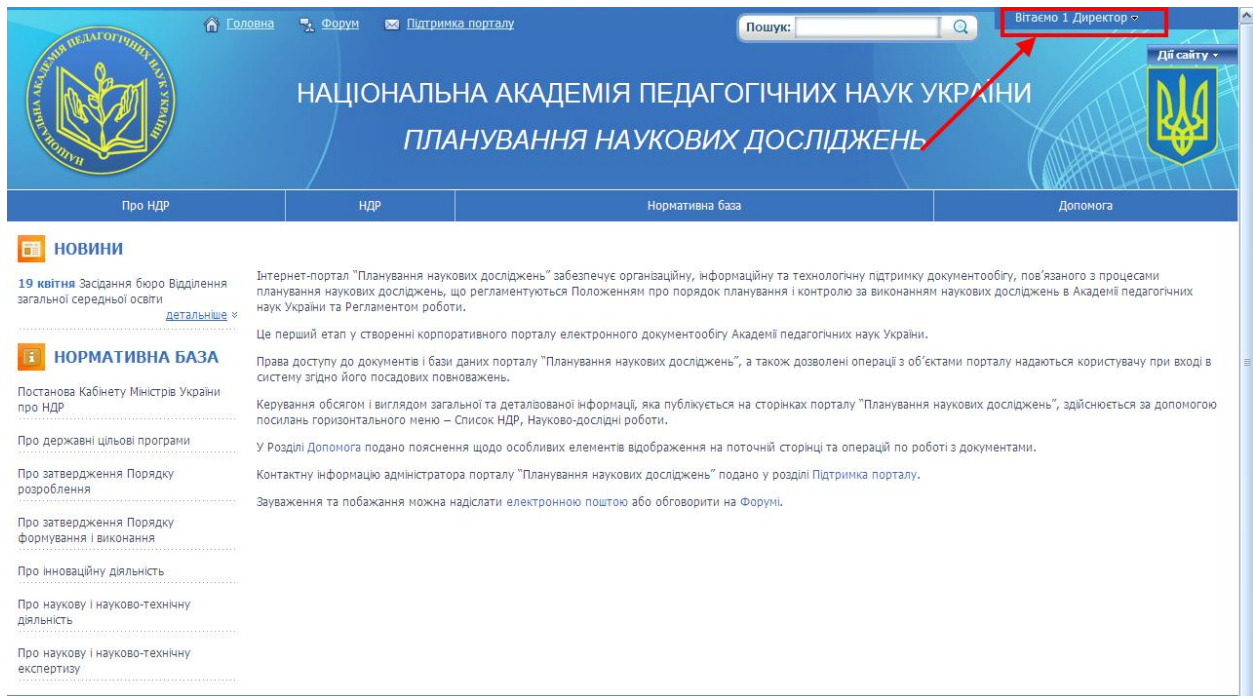 Головна
Форум
Підтримка порталу
Пошук:
Вітаємо 1 Директор
Дії сайту
НАЦІОНАЛЬНА АКАДЕМІЯ ПЕДАГОГІЧНИХ НАУК УКРАЇНИ
НАЦІОНАЛЬНА АКАДЕМІЯ ПЕДАГОГІЧНИХ НАУК УКРАЇНИ
ПЛАНУВАННЯ НАУКОВИХ ДОСЛІДЖЕНЬ
Про НДР
НДР
Нормативна база
Допомога
НОВИНИ
19 квітня Засідання бюро Відділення
загальної середньої освіти
детальніше
НОРМАТИВНА БАЗА
Постанова Кабінету Міністрів України
про НДР
Про державні цільові програми
Про затвердження Порядку
розроблення
Про затвердження Порядку
формування і виконання
Про інноваційну діяльність
Про наукову і науково-технічну
діяльність
Про наукову і науково-технічну
експертизу
Інтернет-портал "Планування наукових досліджень" забезпечує організаційну, інформаційну та технологічну підтримку документообігу, пов'язаного з процесами
планування наукових досліджень, що регламентуються Положенням про порядок планування і контролю за виконанням наукових досліджень в Академії педагогічних
наук України та Регламентом роботи.
Це перший етап у створенні корпоративного порталу електронного документообігу Академії педагогічних наук України.
Права доступу до документів і бази даних порталу "Планування наукових досліджень", а також дозволені операції з об'єктами порталу надаються користувачу при вході в
систему згідно його посадових повноважень.
Керування обсягом і виглядом загальної та деталізованої інформації, яка публікується на сторінках порталу "Планування наукових досліджень", здійснюється за допомогою
посилань горизонтального меню – Список НДР, Науково-дослідні роботи.
У Розділі Допомога подано пояснення щодо особливих елементів відображення на поточній сторінці та операцій по роботі з документами.
Контактну інформацію адміністратора порталу "Планування наукових досліджень" подано у розділі Підтримка порталу.
Зауваження та побажання можна надіслати електронною поштою або обговорити на Форумі.